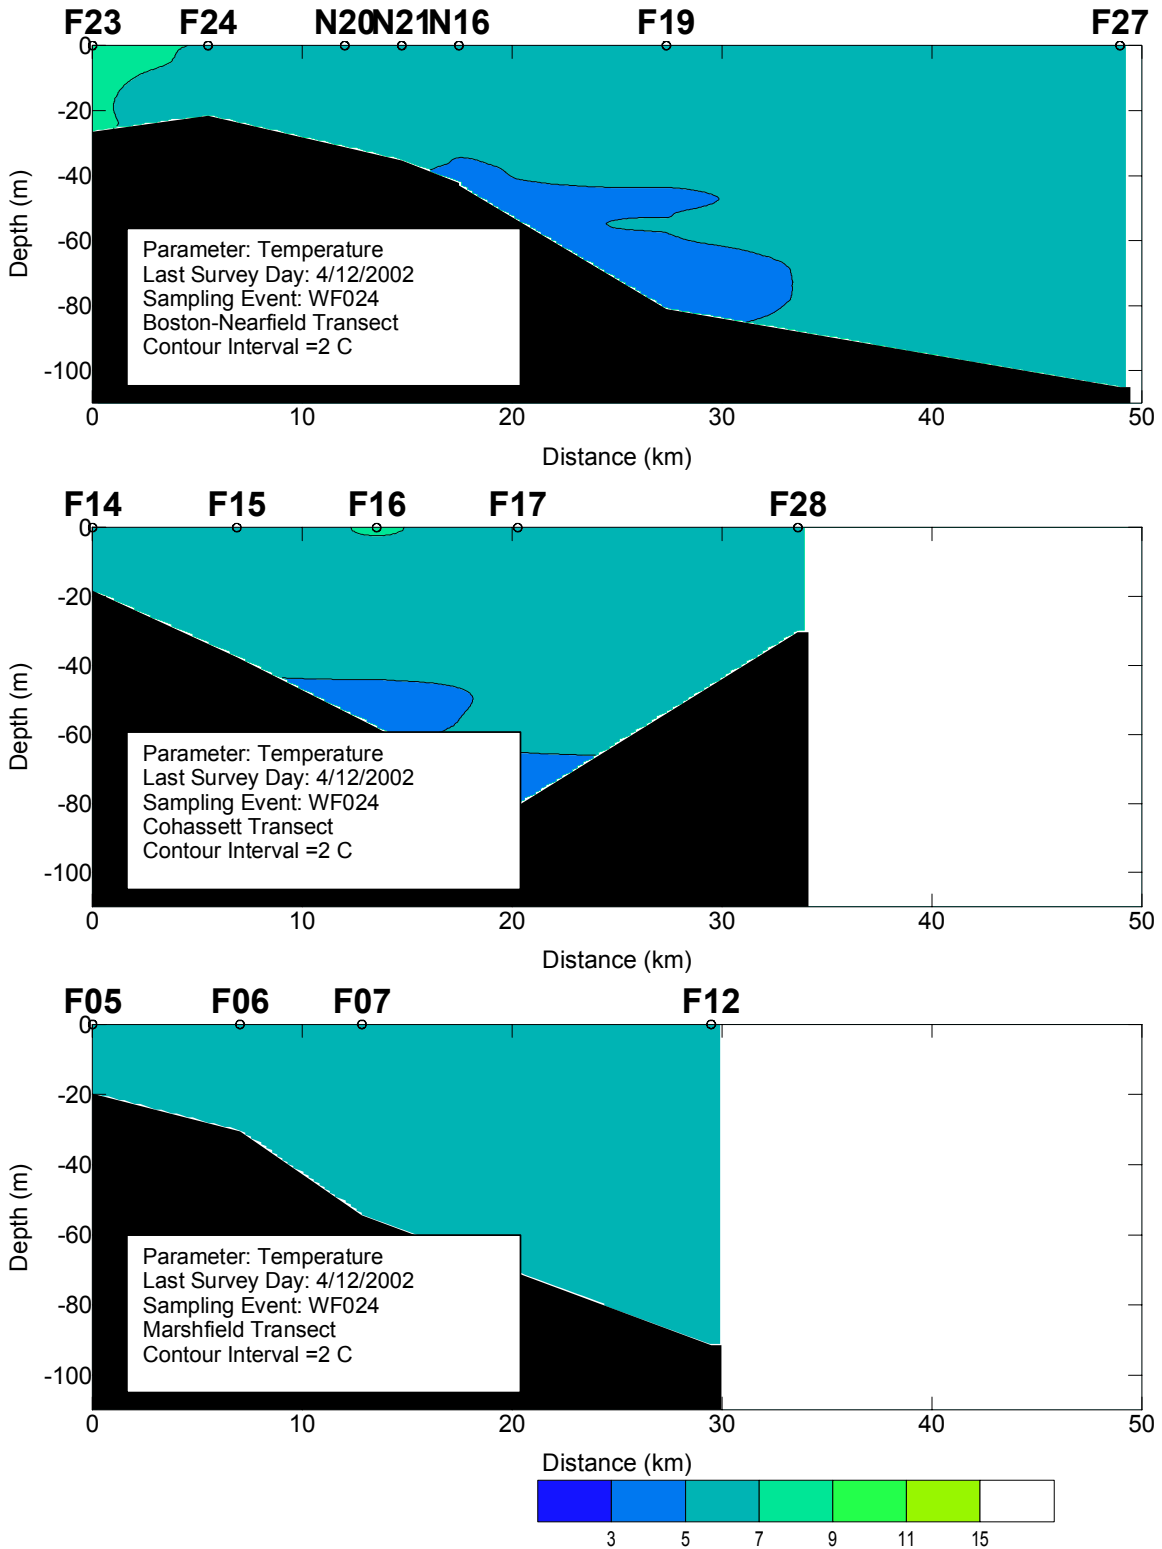 F23 F24 N20 N21 N16 F19 F27
0
-20
-40
-60
-80
-100
Depth (m)
Parameter: Temperature
Last Survey Day: 4/12/2002
Sampling Event: WF024
Boston-Nearfield Transect
Contour Interval =2 C
0 10 20 30 40 50
Distance (km)
F14 F15 F16 F17 F28
0
-20
-40
-60
-80
-100
Depth (m)
Parameter: Temperature
Last Survey Day: 4/12/2002
Sampling Event: WF024
Cohassett Transect
Contour Interval =2 C
0 10 20 30 40 50
Distance (km)
F05 F06 F07 F12
0
-20
-40
-60
-80
-100
Depth (m)
Parameter: Temperature
Last Survey Day: 4/12/2002
Sampling Event: WF024
Marshfield Transect
Contour Interval =2 C
0 10 20 30 40 50
Distance (km)
3 5 7 9 11 15